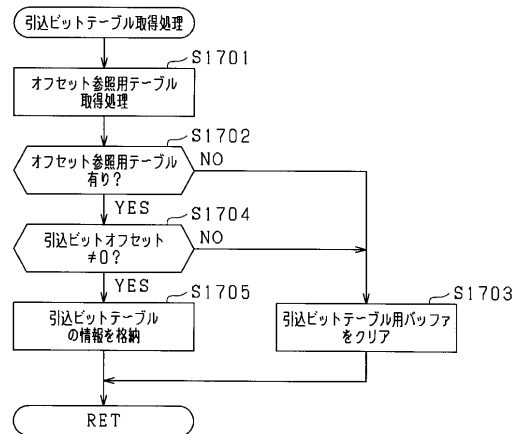 引込ビットテーブル取得処理
S1701
オフセット参照用テーブル
取得処理
S1702
オフセット参照用テーブル
有り?
NO
YES
S1704
引込ビットオフセット
≠0?
NO
YES
S1705
引込ビットテーブル
の情報を格納
S1703
引込ビットテーブル用バッファ
をクリア
RET